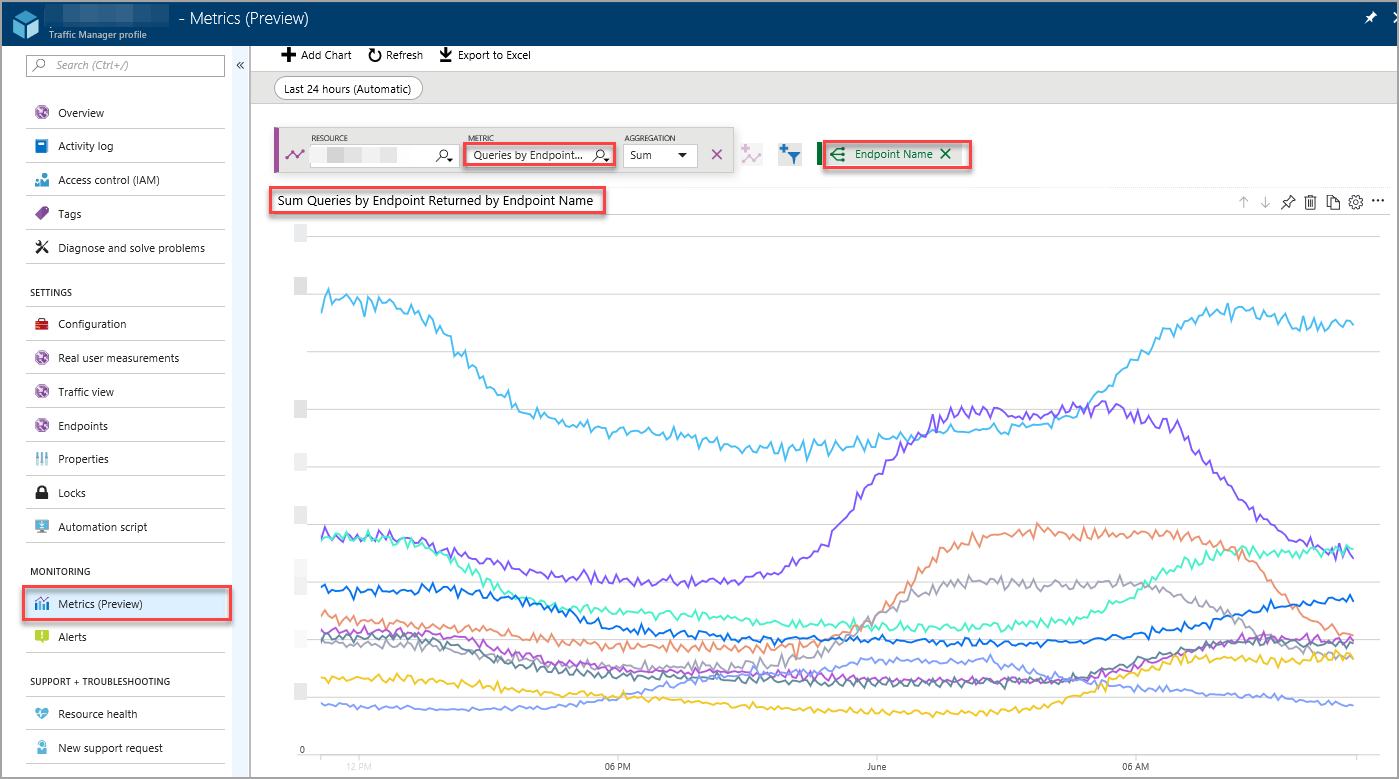 - Metrics (Preview)
Traffic Manager profile
Search (Ctrl+/)
Overview
Activity log
Access control (IAM)
Tags
Diagnose and solve problems
SETTINGS
Configuration
Real user measurements
Traffic view
Endpoints
Properties
Locks
Automation script
MONITORING
Metrics (Preview)
Alerts
SUPPORT + TROUBLESHOOTING
Resource health
New support request
Add Chart Refresh Export to Excel
Last 24 hours (Automatic)
RESOURCE METRIC AGGREGATION
Queries by Endpoint... Sum Endpoint Name
Sum Queries by Endpoint Returned by Endpoint Name
0
12 PM 06 PM June 06 AM